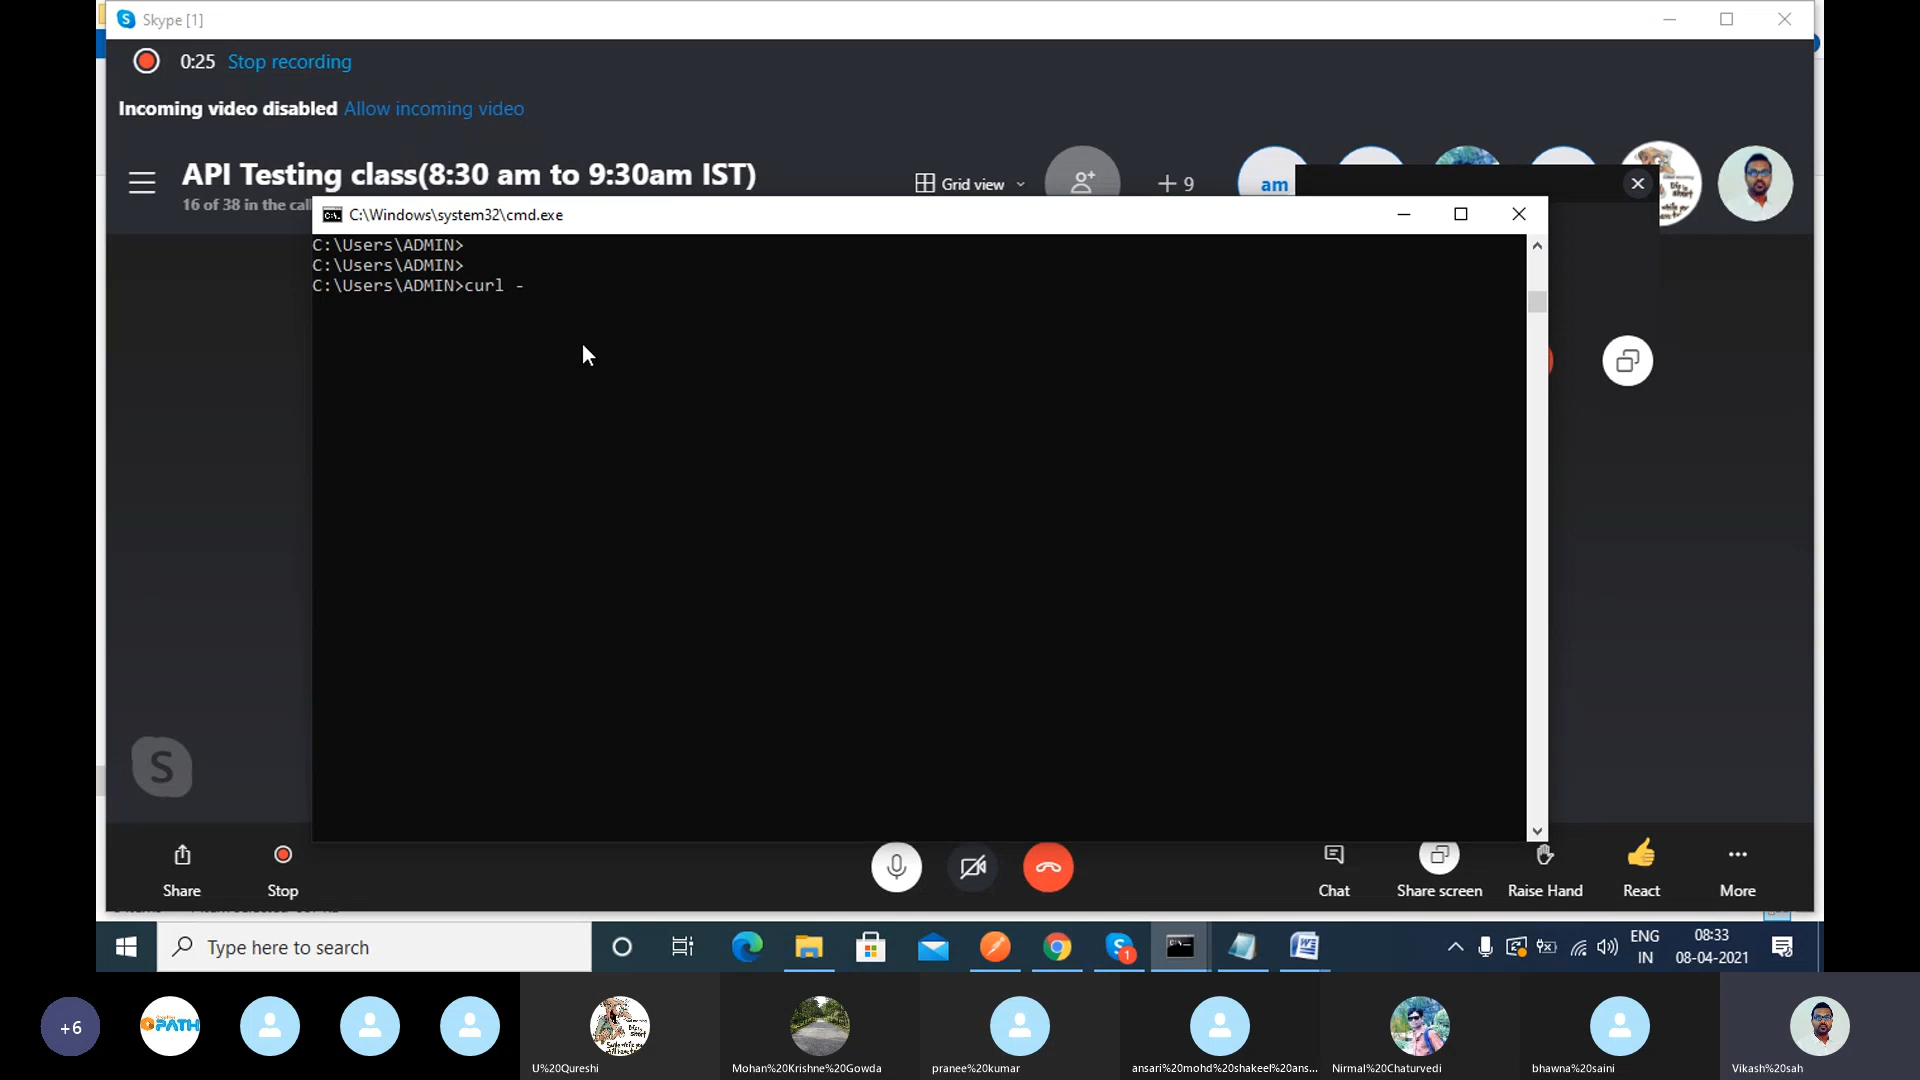 Skype [1]
0:25 Stop recording
Incoming video disabled Allow incoming video
API Testing class(8:30 am to 9:30am IST)
16 of 38 in the cal
Grid view
+ 9
am
C:\Windows\system32\cmd.exe
C:\Users\ADMIN>
C:\Users\ADMIN>
C:\Users\ADMIN>curl -
Share
Stop
Chat
Share screen
Raise Hand
React
More
Type here to search
1
ENG
IN
08:33
08-04-2021
+6
PATH
U%20Qureshi
Mohan%20Krishne%20Gowda
pranee%20kumar
ansari%20mohd%20shakeel%20ans...
Nirmal%20Chaturvedi
bhawna%20saini
Vikash%20sah